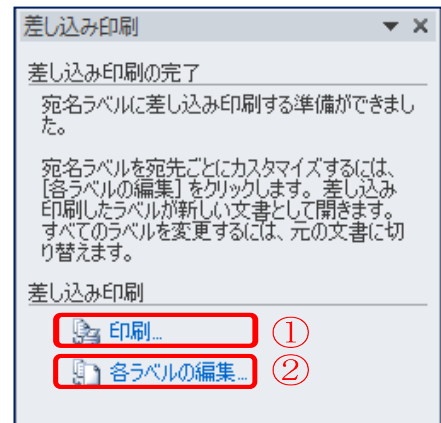 差し込み印刷
差し込み印刷の完了
宛名ラベルに差し込み印刷する準備ができまし
た。
宛名ラベルを宛先ごとにカスタマイズするには、
[各ラベルの編集] をクリックします。差し込み
印刷したラベルが新しい文書として開きます。
すべてのラベルを変更するには、元の文書に切
り替えます。
差し込み印刷
印刷... ①
各ラベルの編集... ②